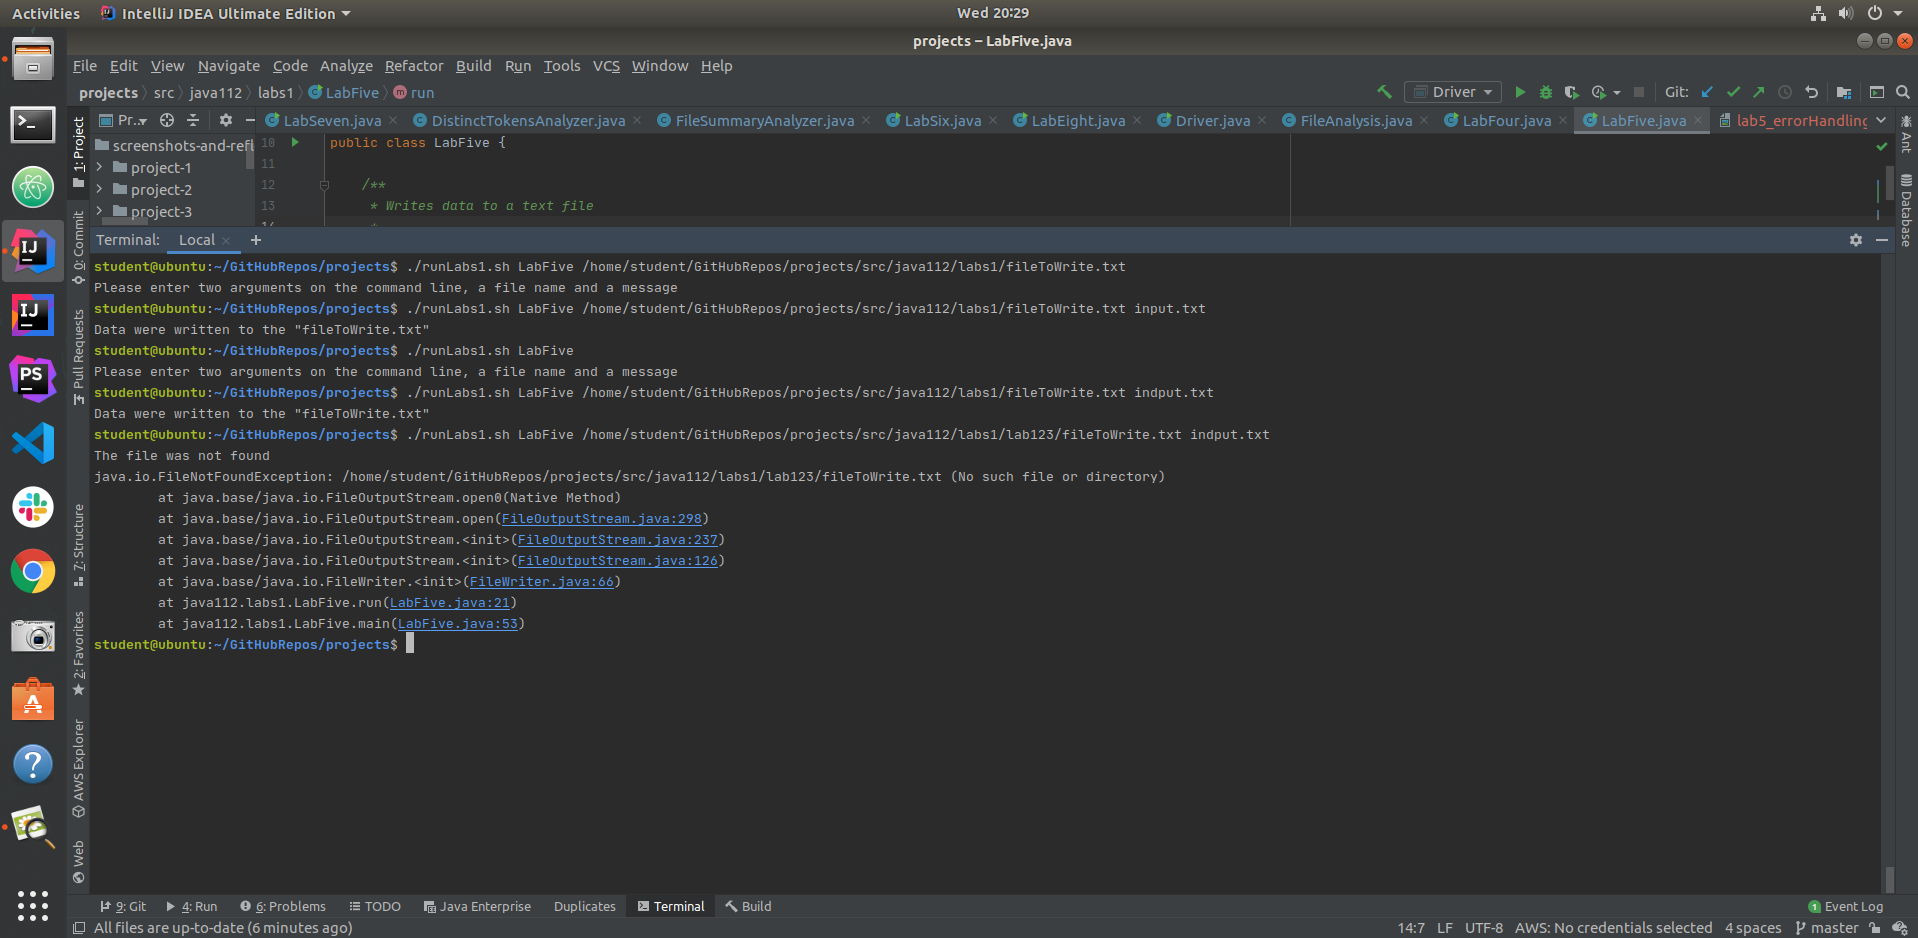 Activities IntelliJ IDEA Ultimate Edition Wed 20:29
projects – LabFive.java
File Edit View Navigate Code Analyze Refactor Build Run Tools VCS Window Help
projects src java112 labs1 LabFive run Driver Git:
Pr... LabSeven.java DistinctTokensAnalyzer.java FileSummaryAnalyzer.java LabSix.java LabEight.java Driver.java FileAnalysis.java LabFour.java LabFive.java lab5_errorHandling
screenshots-and-refl
project-1
project-2
project-3
10 public class LabFive {
11
12 /**
13 * Writes data to a text file
14 *
Terminal: Local +
student@ubuntu:~/GitHubRepos/projects$ ./runLabs1.sh LabFive /home/student/GitHubRepos/projects/src/java112/labs1/fileToWrite.txt
Please enter two arguments on the command line, a file name and a message
student@ubuntu:~/GitHubRepos/projects$ ./runLabs1.sh LabFive /home/student/GitHubRepos/projects/src/java112/labs1/fileToWrite.txt input.txt
Data were written to the "fileToWrite.txt"
student@ubuntu:~/GitHubRepos/projects$ ./runLabs1.sh LabFive
Please enter two arguments on the command line, a file name and a message
student@ubuntu:~/GitHubRepos/projects$ ./runLabs1.sh LabFive /home/student/GitHubRepos/projects/src/java112/labs1/fileToWrite.txt indput.txt
Data were written to the "fileToWrite.txt"
student@ubuntu:~/GitHubRepos/projects$ ./runLabs1.sh LabFive /home/student/GitHubRepos/projects/src/java112/labs1/lab123/fileToWrite.txt indput.txt
The file was not found
java.io.FileNotFoundException: /home/student/GitHubRepos/projects/src/java112/labs1/lab123/fileToWrite.txt (No such file or directory)
at java.base/java.io.FileOutputStream.open0(Native Method)
at java.base/java.io.FileOutputStream.open(FileOutputStream.java:298)
at java.base/java.io.FileOutputStream.<init>(FileOutputStream.java:237)
at java.base/java.io.FileOutputStream.<init>(FileOutputStream.java:126)
at java.base/java.io.FileWriter.<init>(FileWriter.java:66)
at java112.labs1.LabFive.run(LabFive.java:21)
at java112.labs1.LabFive.main(LabFive.java:53)
student@ubuntu:~/GitHubRepos/projects$
1: Project
0: Commit
Pull Requests
7: Structure
2: Favorites
AWS Explorer
Web
Ant
Database
IJ
IJ
PS
9: Git 4: Run 6: Problems TODO Java Enterprise Duplicates Terminal Build 1 Event Log
All files are up-to-date (6 minutes ago) 14:7 LF UTF-8 AWS: No credentials selected 4 spaces master